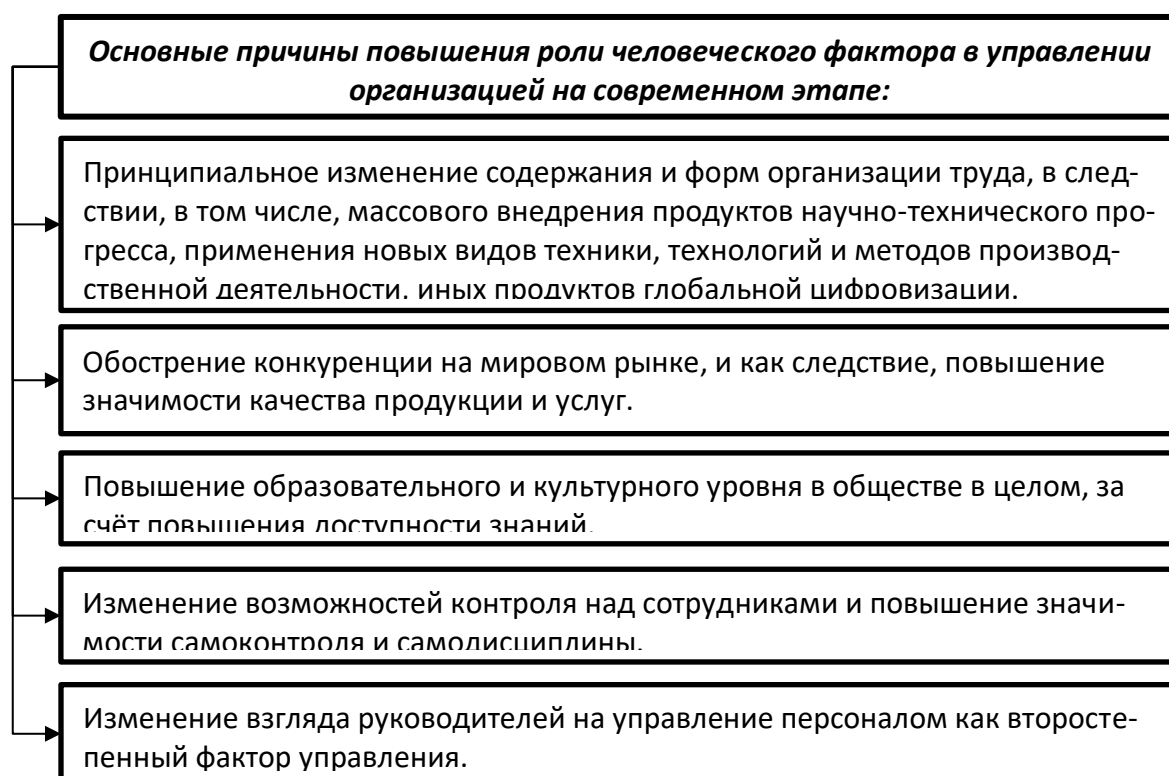 Основные причины повышения роли человеческого фактора в управлении
организацией на современном этапе:
Принципиальное изменение содержания и форм организации труда, в след-
ствии, в том числе, массового внедрения продуктов научно-технического про-
гресса, применения новых видов техники, технологий и методов производ-
ственной деятельности, иных продуктов глобальной цифровизации.
Обострение конкуренции на мировом рынке, и как следствие, повышение
значимости качества продукции и услуг.
Повышение образовательного и культурного уровня в обществе в целом, за
счёт повышения доступности знаний.
Изменение возможностей контроля над сотрудниками и повышение значи-
мости самоконтроля и самодисциплины.
Изменение взгляда руководителей на управление персоналом как второсте-
пенный фактор управления.